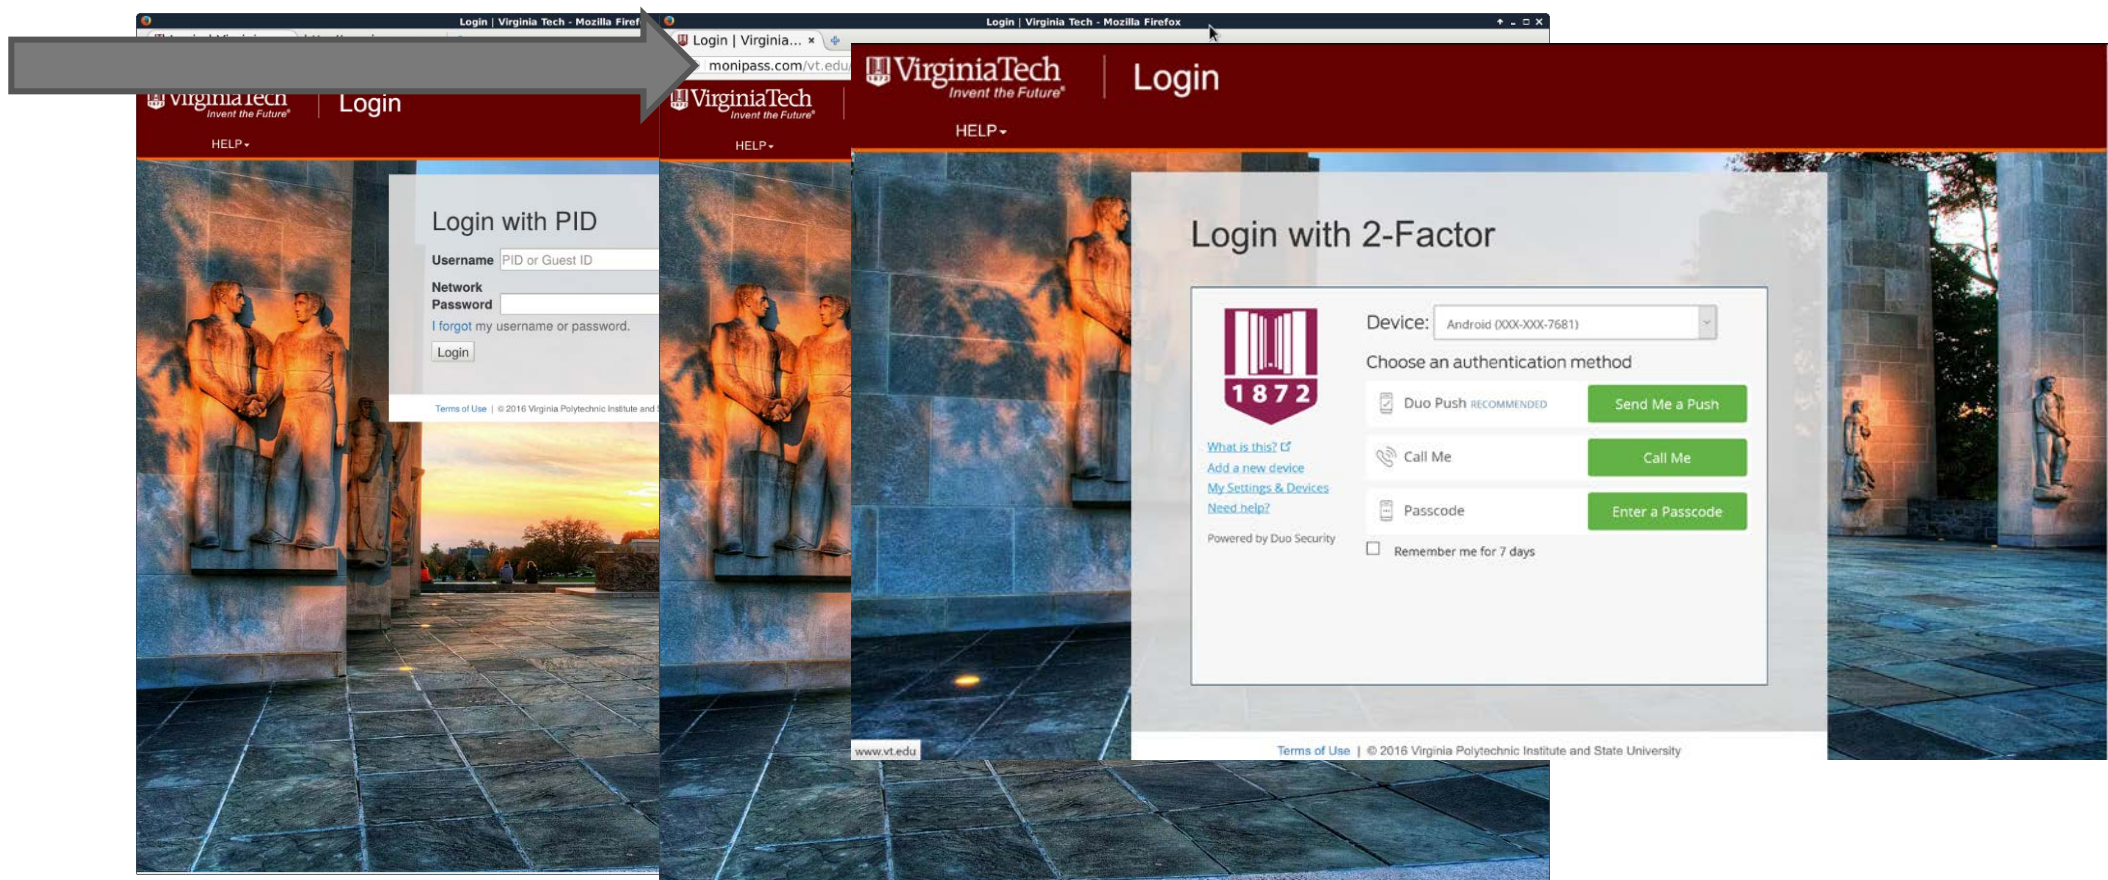 Login | Virginia Tech - Mozilla Firef
VirginiaTech
Invent the Future®
Login
HELP
Login with PID
Username PID or Guest ID
Network
Password
I forgot my username or password.
Login
Terms of Use | © 2016 Virginia Polytechnic Institute and
Login | Virginia Tech - Mozilla Firefox
Login | Virginia...
monipass.com/vt.edu/
VirginiaTech
Invent the Future®
HELP
VirginiaTech
Invent the Future®
Login
HELP
Login with 2-Factor
1872
What is this?
Add a new device
My Settings & Devices
Need help?
Powered by Duo Security
Device: Android (XXX-XXX-7681)
Choose an authentication method
Duo Push RECOMMENDED Send Me a Push
Call Me Call Me
Passcode Enter a Passcode
Remember me for 7 days
www.vt.edu
Terms of Use | © 2016 Virginia Polytechnic Institute and State University